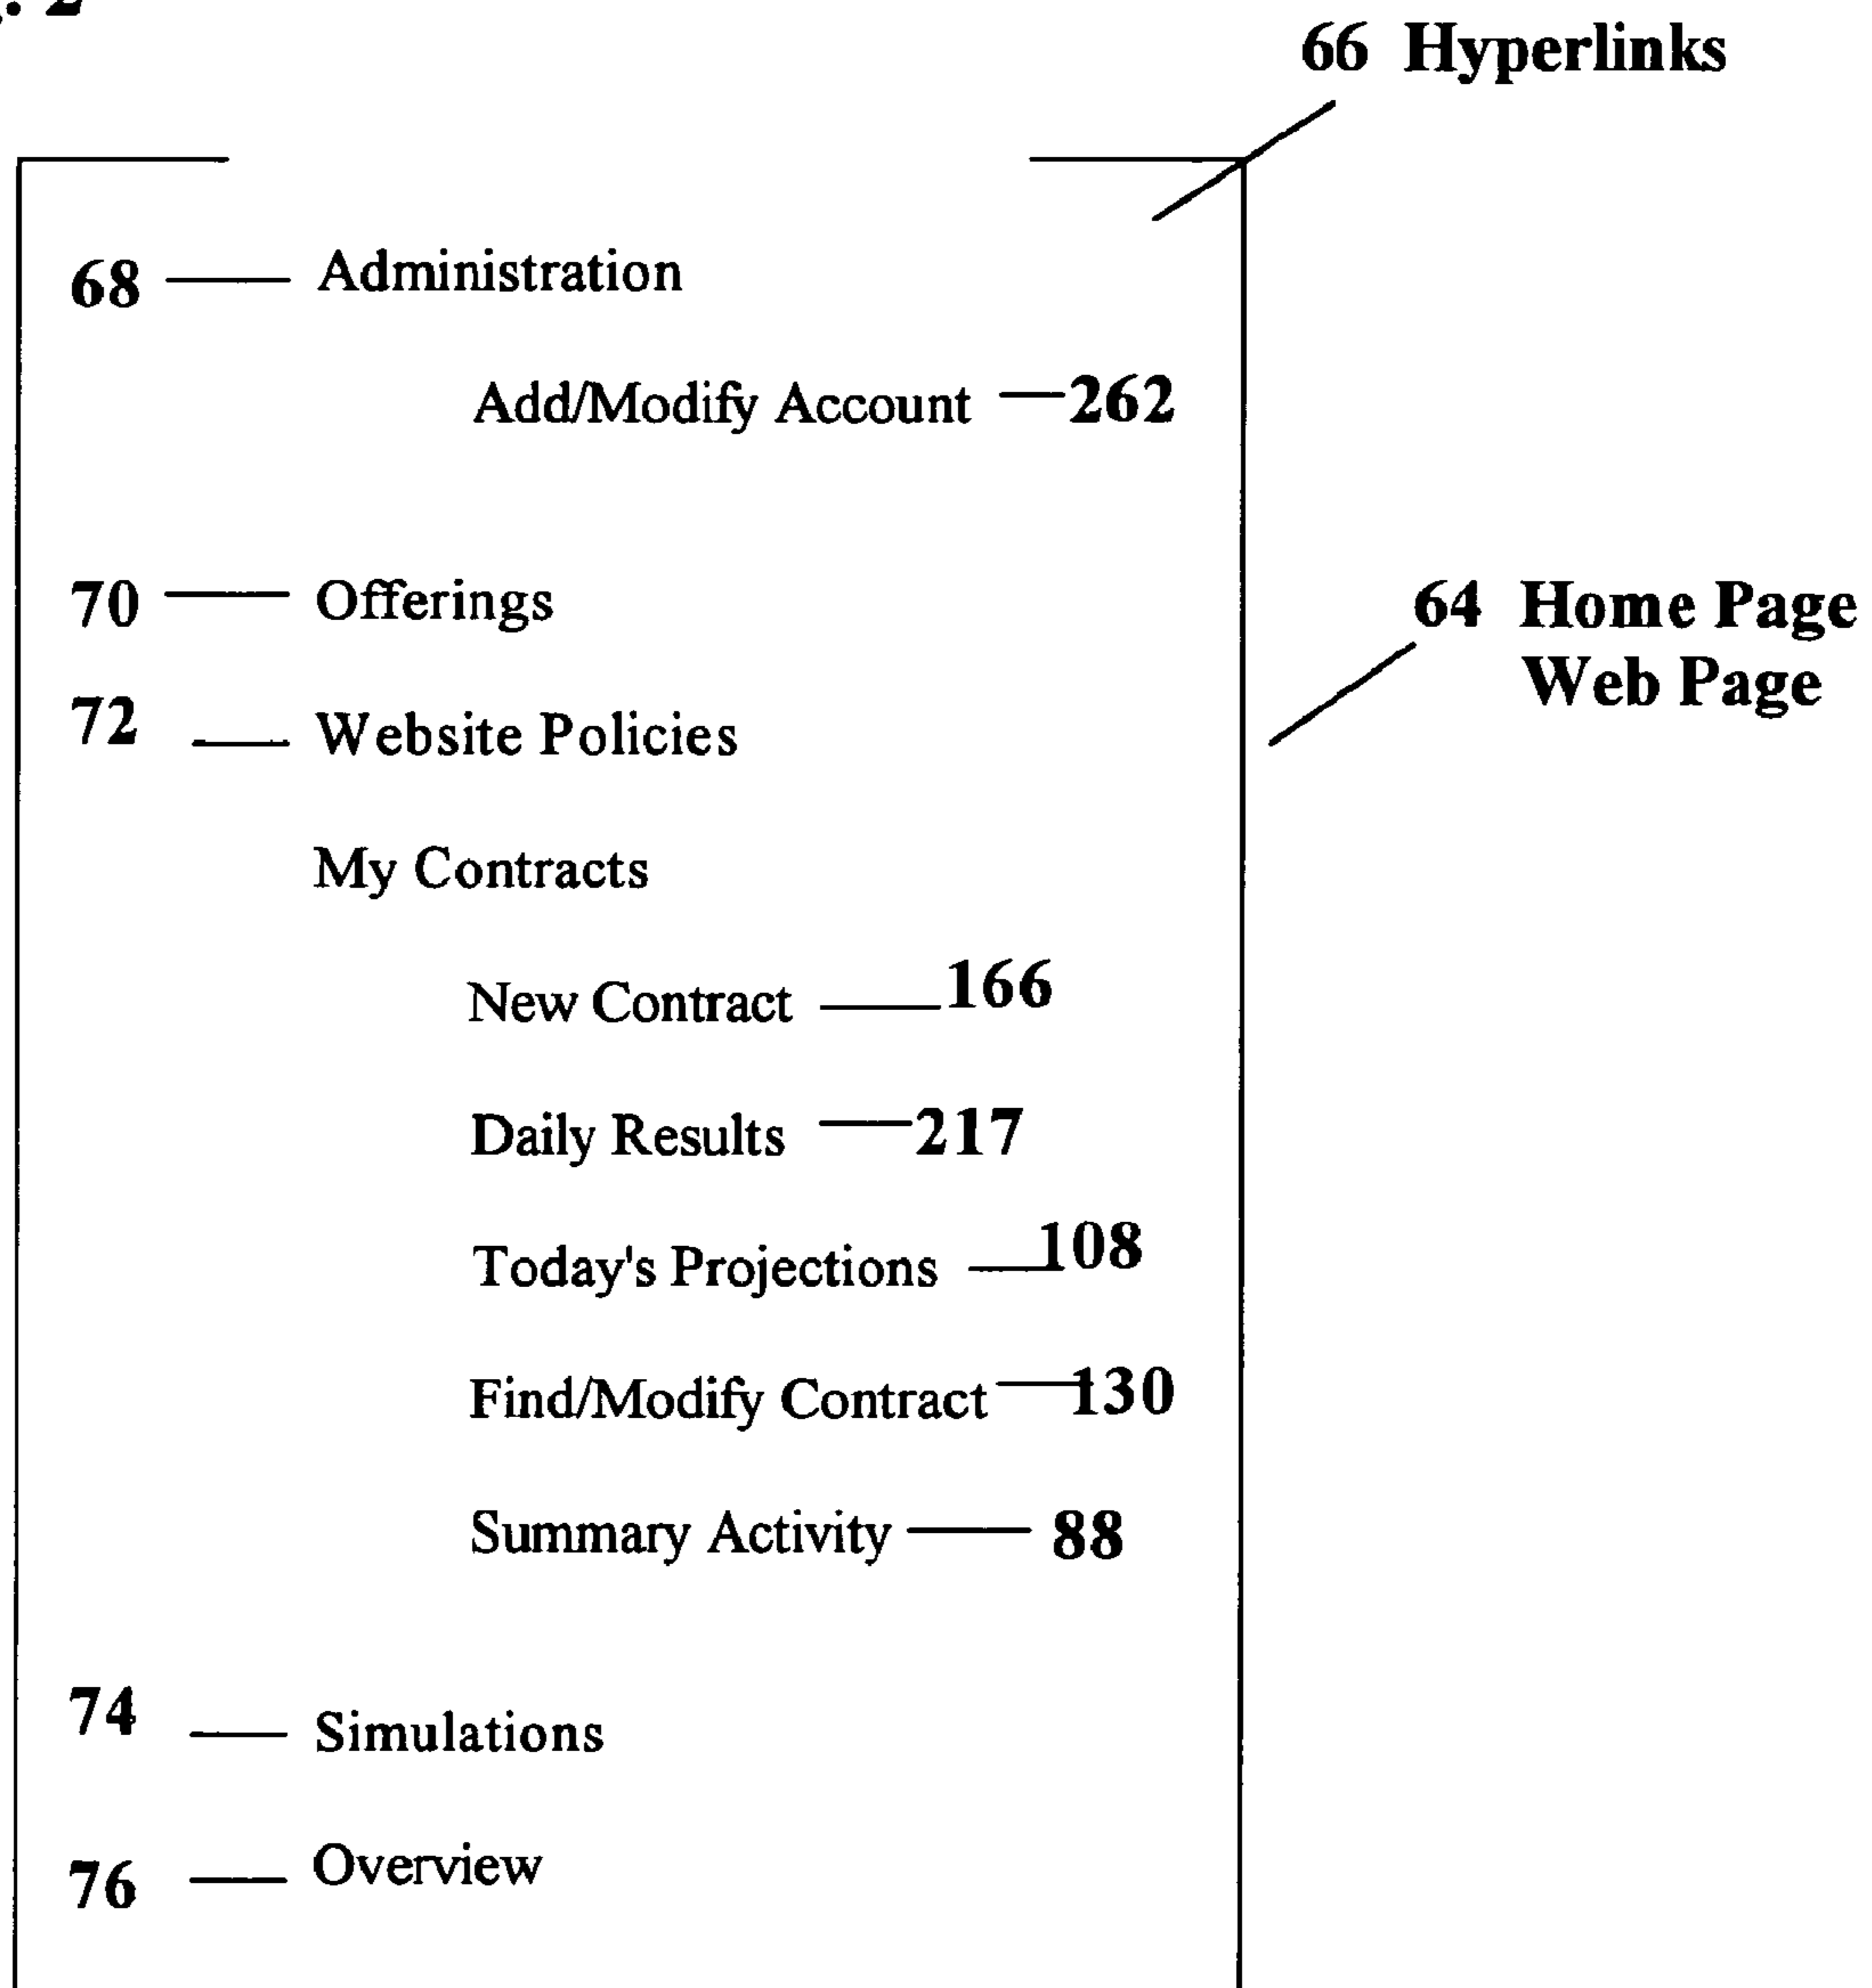 66 Hyperlinks
68 Administration
Add/Modify Account 262
70 Offerings
64 Home Page
Web Page
72 Website Policies
My Contracts
New Contract 166
Daily Results 217
Today's Projections 108
Find/Modify Contract 130
Summary Activity 88
74 Simulations
76 Overview